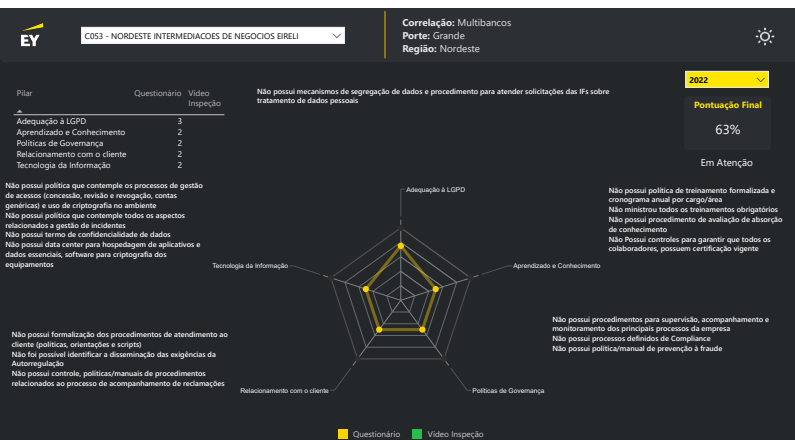 EY
C053 - NORDESTE INTERMEDIACOES DE NEGOCIOS EIRELI
Correlação: Multibancos
Porte: Grande
Região: Nordeste
2022
Pontuação Final
63%
Em Atenção
Pilar Questionário Vídeo Inspeção
Adequação à LGPD 3
Aprendizado e Conhecimento 2
Políticas de Governança 2
Relacionamento com o cliente 2
Tecnologia da Informação 2
Não possui mecanismos de segregação de dados e procedimento para atender solicitações das IFs sobre
tratamento de dados pessoais
Não possui política que contemple os processos de gestão
de acessos (concessão, revisão e revogação, contas
genéricas) e uso de criptografia no ambiente
Não possui política que contemple todos os aspectos
relacionados a gestão de incidentes
Não possui termo de confidencialidade de dados
Não possui data center para hospedagem de aplicativos e
dados essenciais, software para criptografia dos
equipamentos
Não possui política de treinamento formalizada e
cronograma anual por cargo/área
Não ministrou todos os treinamentos obrigatórios
Não possui procedimento de avaliação de absorção
de conhecimento
Não Possui controles para garantir que todos os
colaboradores, possuem certificação vigente
Adequação à LGPD
Tecnologia da Informação
Aprendizado e Conhecimento
Relacionamento com o cliente
Políticas de Governança
Não possui formalização dos procedimentos de atendimento ao
cliente (políticas, orientações e scripts)
Não foi possível identificar a disseminação das exigências da
Autorregulação
Não possui controle, políticas/manuais de procedimentos
relacionados ao processo de acompanhamento de reclamações
Não possui procedimentos para supervisão, acompanhamento e
monitoramento dos principais processos da empresa
Não possui processos definidos de Compliance
Não possui política/manual de prevenção à fraude
Questionário Vídeo Inspeção